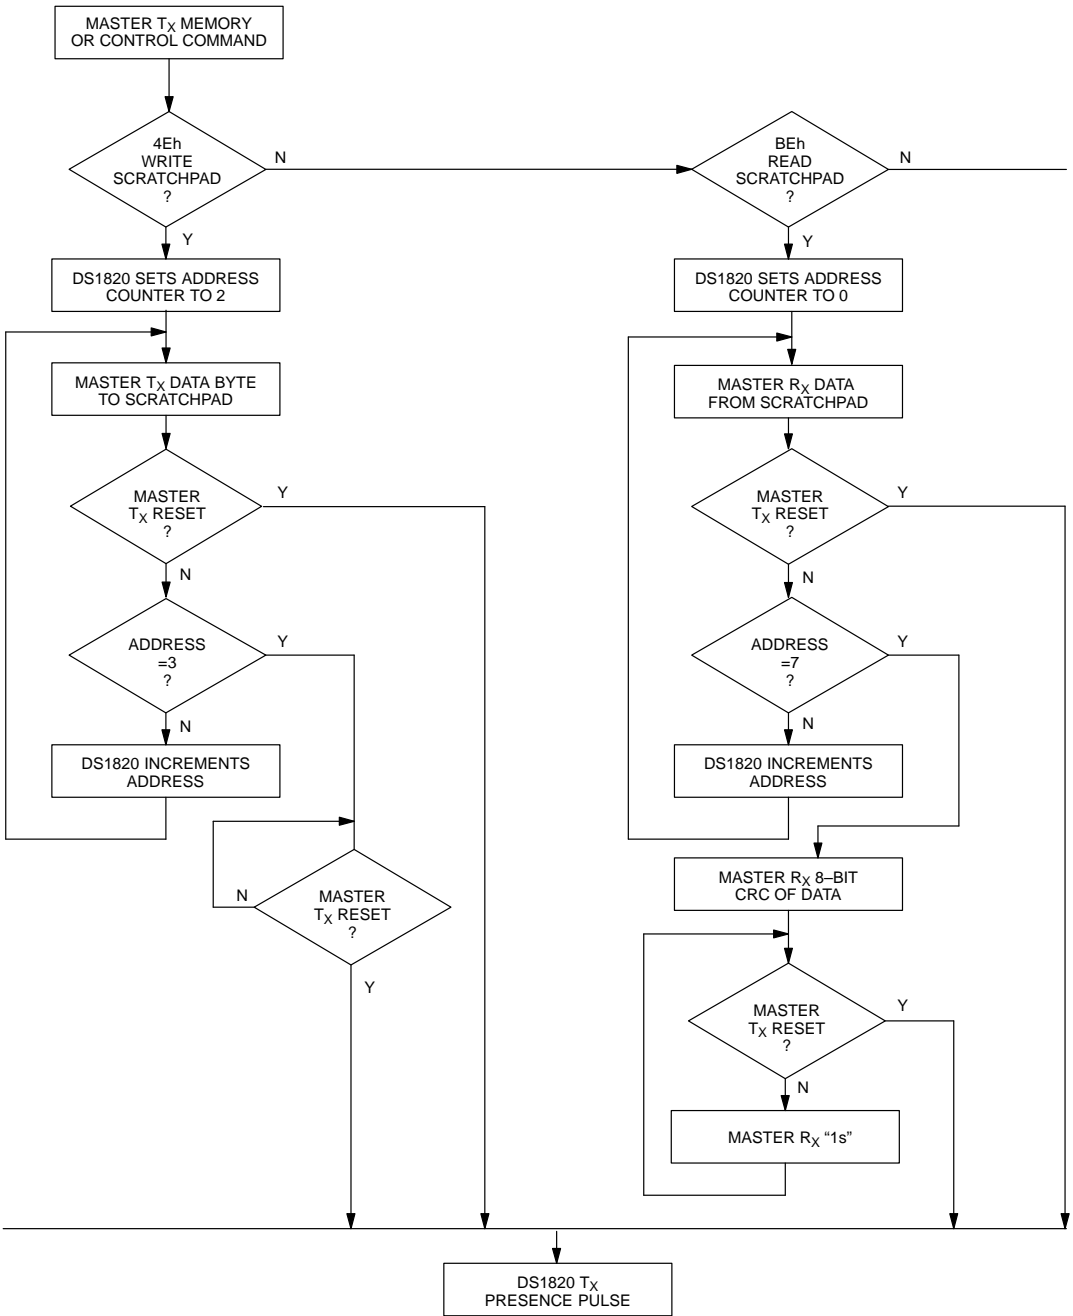 MASTER TX MEMORY
OR CONTROL COMMAND
4Eh
WRITE
SCRATCHPAD
?
N
Y
DS1820 SETS ADDRESS
COUNTER TO 2
MASTER TX DATA BYTE
TO SCRATCHPAD
MASTER
TX RESET
?
Y
N
ADDRESS
=3
?
Y
N
DS1820 INCREMENTS
ADDRESS
N
MASTER
TX RESET
?
Y
BEh
READ
SCRATCHPAD
?
N
Y
DS1820 SETS ADDRESS
COUNTER TO 0
MASTER RX DATA
FROM SCRATCHPAD
MASTER
TX RESET
?
Y
N
ADDRESS
=7
?
Y
N
DS1820 INCREMENTS
ADDRESS
MASTER RX 8–BIT
CRC OF DATA
MASTER
TX RESET
?
Y
N
MASTER RX “1s”
DS1820 TX
PRESENCE PULSE